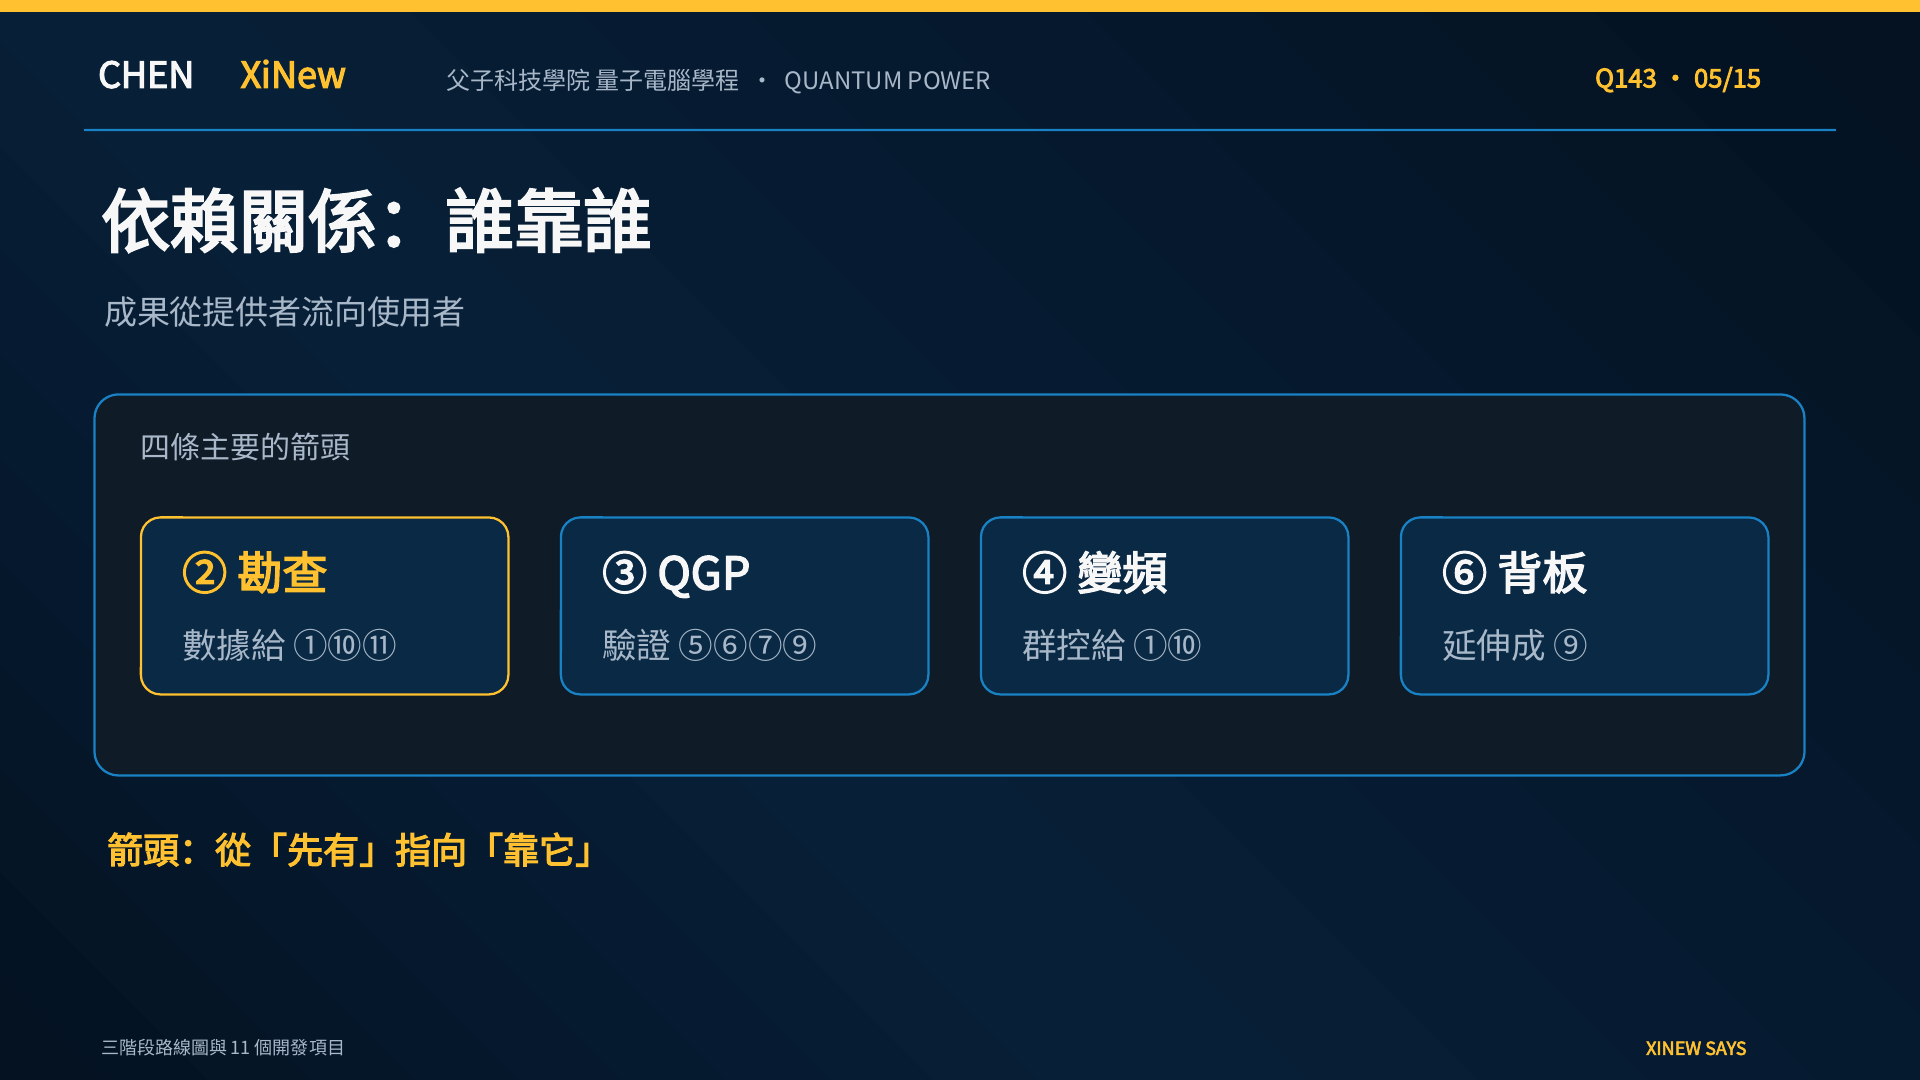 CHEN XiNew 父子科技學院 量子電腦學程 • QUANTUM POWER Q143 • 05/15
依賴關係：誰靠誰
成果從提供者流向使用者
四條主要的箭頭
② 勘查
數據給 ①⑩⑪
③ QGP
驗證 ⑤⑥⑦⑨
④ 變頻
群控給 ①⑩
⑥ 背板
延伸成 ⑨
箭頭：從「先有」指向「靠它」
三階段路線圖與 11 個開發項目
XINEW SAYS